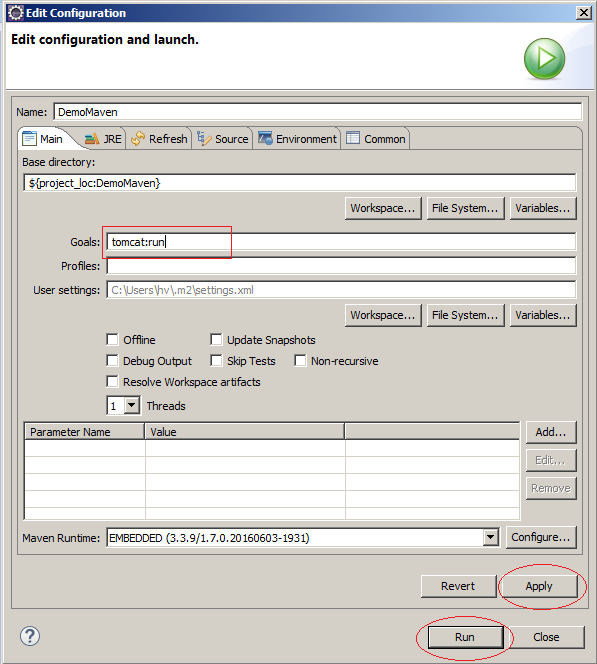 Edit Configuration
Edit configuration and launch.
Name: DemoMaven
Main JRE Refresh Source Environment Common
Base directory:
${project_loc:DemoMaven}
Workspace... File System... Variables...
Goals: tomcat:run
Profiles:
User settings: C:\Users\hv\.m2\settings.xml
Workspace... File System... Variables...
Offline Update Snapshots
Debug Output Skip Tests Non-recursive
Resolve Workspace artifacts
1 Threads
Parameter Name Value Add...
Edit...
Remove
Maven Runtime: EMBEDDED (3.3.9/1.7.0.20160603-1931) Configure...
Revert Apply
? Run Close